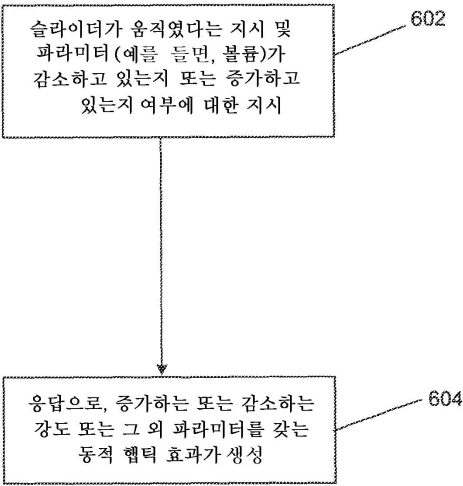 슬라이더가 움직였다는 지시 및
파라미터(예를 들면, 볼륨)가
감소하고 있는지 또는 증가하고
있는지 여부에 대한 지시
602
응답으로, 증가하는 또는 감소하는
강도 또는 그 외 파라미터를 갖는
동적 햅틱 효과가 생성
604